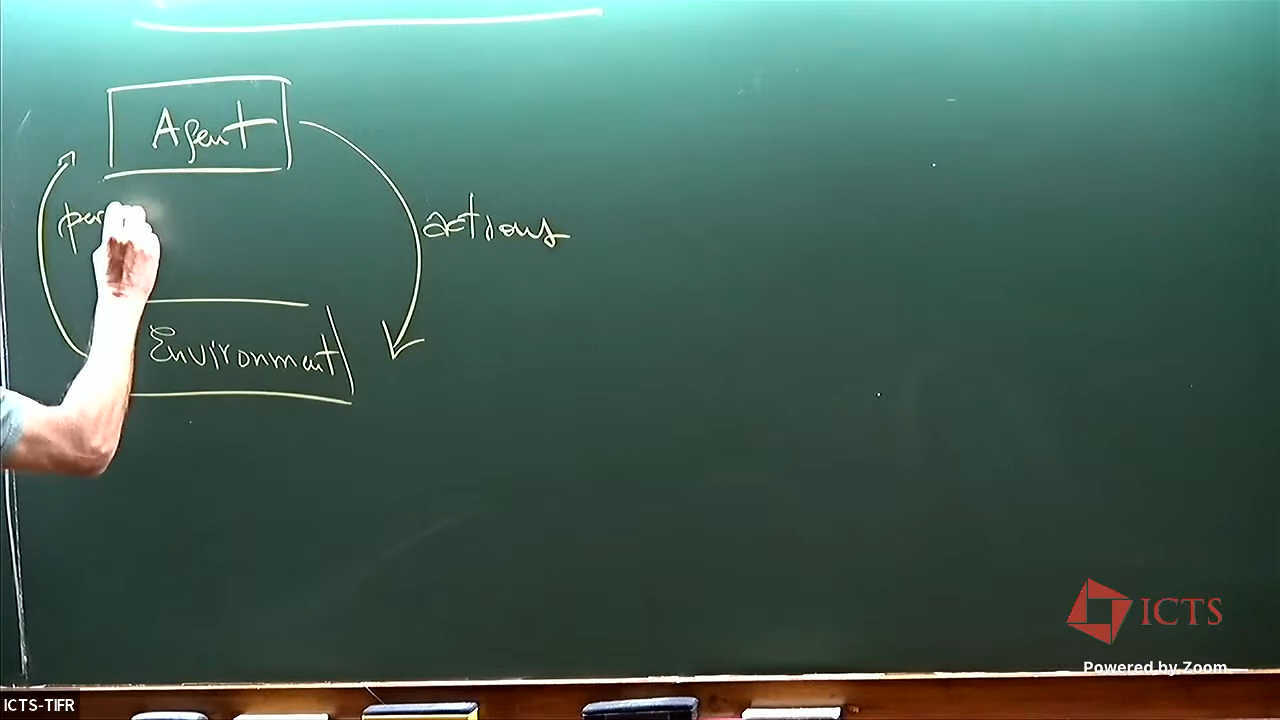 Agent
actions
Environment
ICTS
Powered by Zoom
ICTS-TIFR